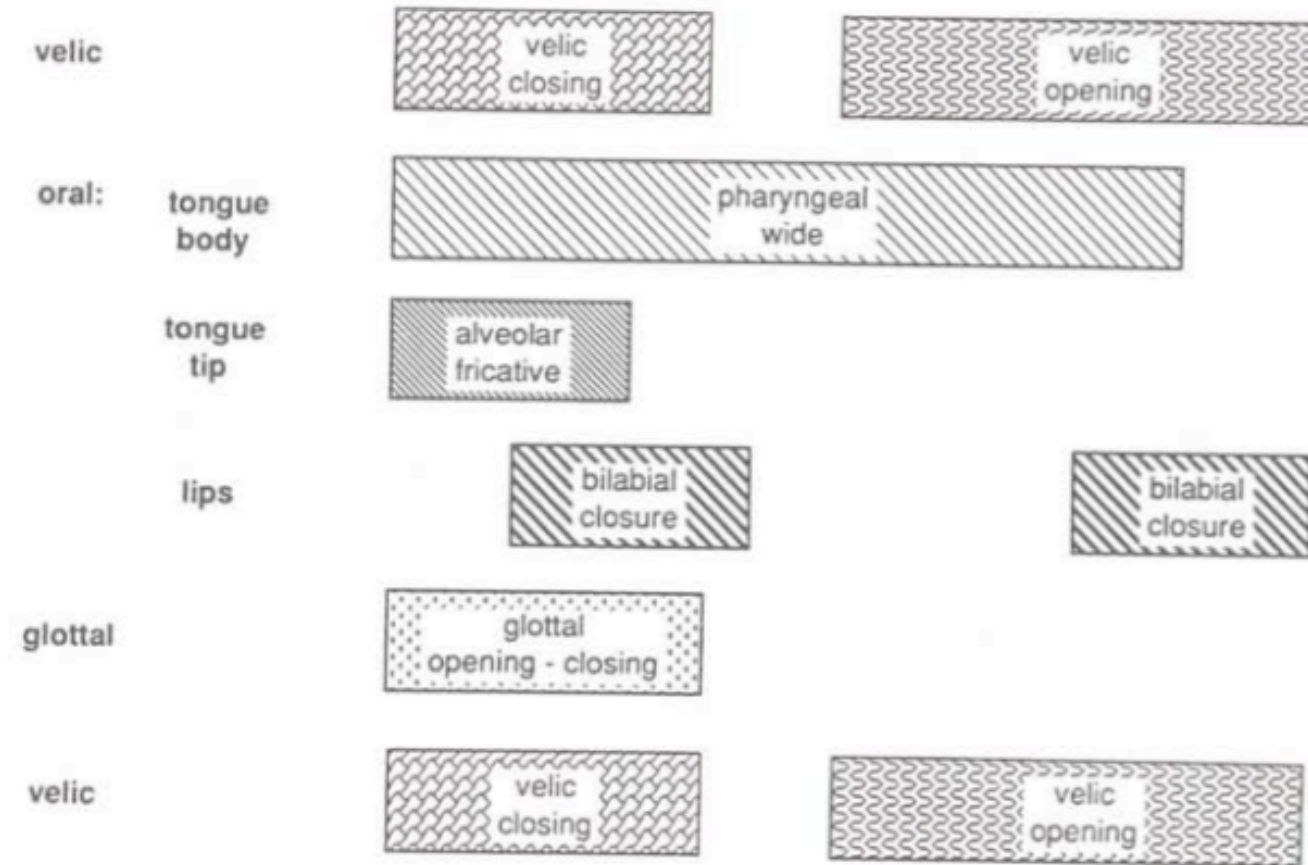 velic
velic
closing
velic
opening
oral:
tongue
body
pharyngeal
wide
tongue
tip
alveolar
fricative
lips
bilabial
closure
bilabial
closure
glottal
glottal
opening - closing
velic
velic
closing
velic
opening